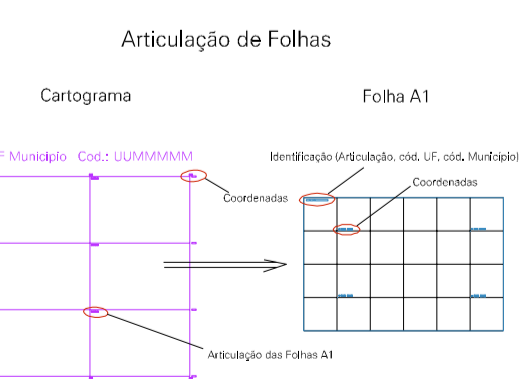 Articulação de Folhas
Cartograma
Folha A1
F Município Cod.: UUMMMMM
Identificação (Articulação, cód. UF, cód. Município)
Coordenadas
Coordenadas
Articulação das Folhas A1